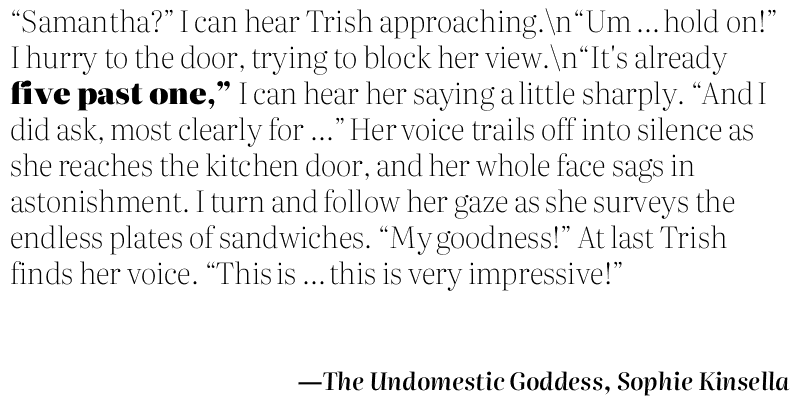 “Samantha?” I can hear Trish approaching.\n“Um ... hold on!”
I hurry to the door, trying to block her view.\n“It's already
five past one,” I can hear her saying a little sharply. “And I
did ask, most clearly for ...” Her voice trails off into silence as
she reaches the kitchen door, and her whole face sags in
astonishment. I turn and follow her gaze as she surveys the
endless plates of sandwiches. “My goodness!” At last Trish
finds her voice. “This is ... this is very impressive!”
—The Undomestic Goddess, Sophie Kinsella